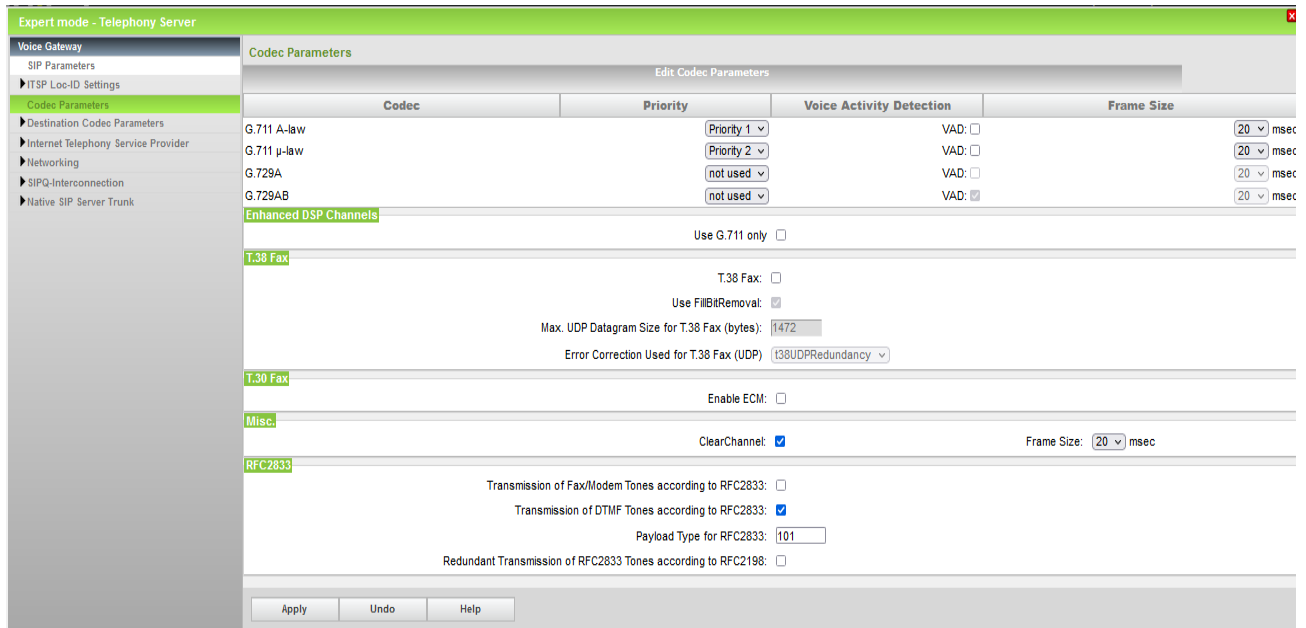 Expert mode - Telephony Server
X
Voice Gateway
SIP Parameters
ITSP Loc-ID Settings
Codec Parameters
Destination Codec Parameters
Internet Telephony Service Provider
Networking
SIPQ-Interconnection
Native SIP Server Trunk
Codec Parameters
Edit Codec Parameters
Codec Priority Voice Activity Detection Frame Size
G.711 A-law Priority 1 VAD: 20 msec
G.711 µ-law Priority 2 VAD: 20 msec
G.729A not used VAD: 20 msec
G.729AB not used VAD: 20 msec
Enhanced DSP Channels
Use G.711 only
T.38 Fax
T.38 Fax:
Use FillBitRemoval:
Max. UDP Datagram Size for T.38 Fax (bytes): 1472
Error Correction Used for T.38 Fax (UDP) t38UDPRedundancy
T.30 Fax
Enable ECM:
Misc.
ClearChannel: Frame Size: 20 msec
RFC2833
Transmission of Fax/Modem Tones according to RFC2833:
Transmission of DTMF Tones according to RFC2833:
Payload Type for RFC2833: 101
Redundant Transmission of RFC2833 Tones according to RFC2198:
Apply Undo Help